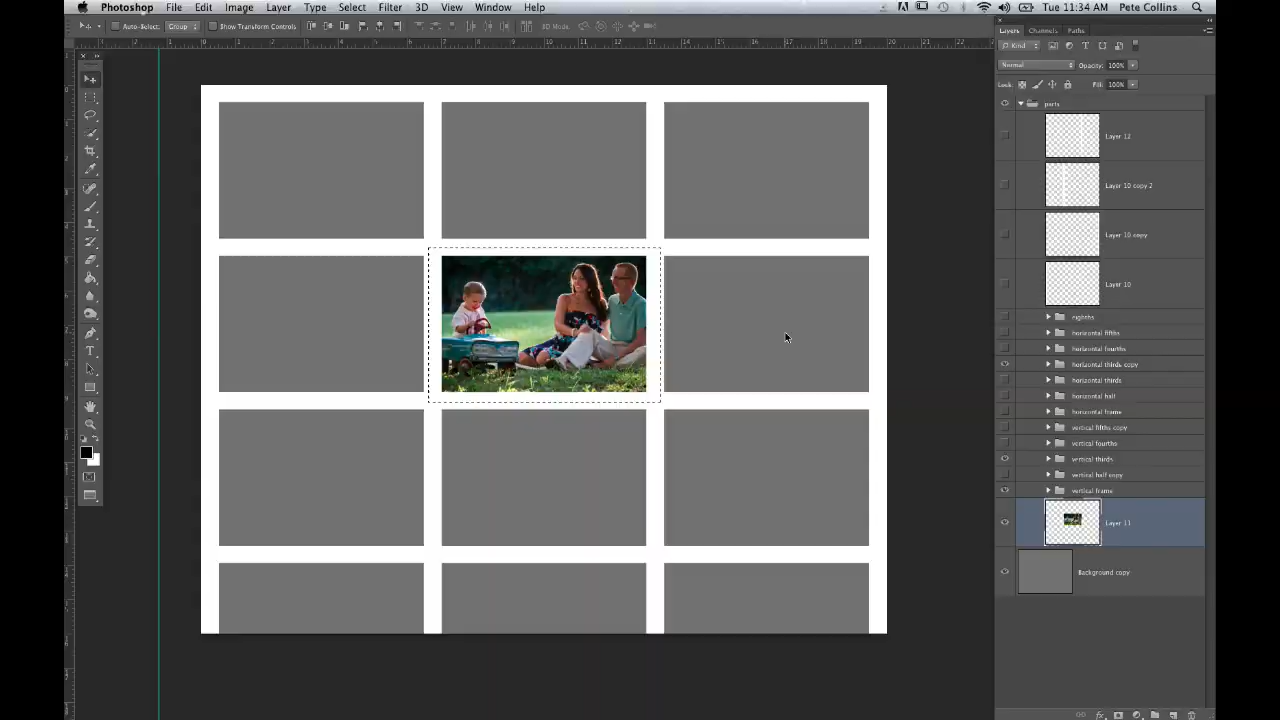 Photoshop File Edit Image Layer Type Select Filter 3D View Window Help Tue 11:34 AM Pete Collins
Auto-Select: Group Show Transform Controls 3D Mode:
Layers Channels Paths
Kind
Normal Opacity: 100%
Lock: Fill: 100%
parts
Layer 12
Layer 10 copy 2
Layer 10 copy
Layer 10
eighths
horizontal fifths
horizontal fourths
horizontal thirds copy
horizontal thirds
horizontal half
horizontal frame
vertical fifths copy
vertical fourths
vertical thirds
vertical half copy
vertical frame
Layer 11
Background copy